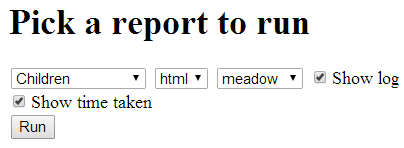 Pick a report to run
Children html meadow Show log
Show time taken
Run